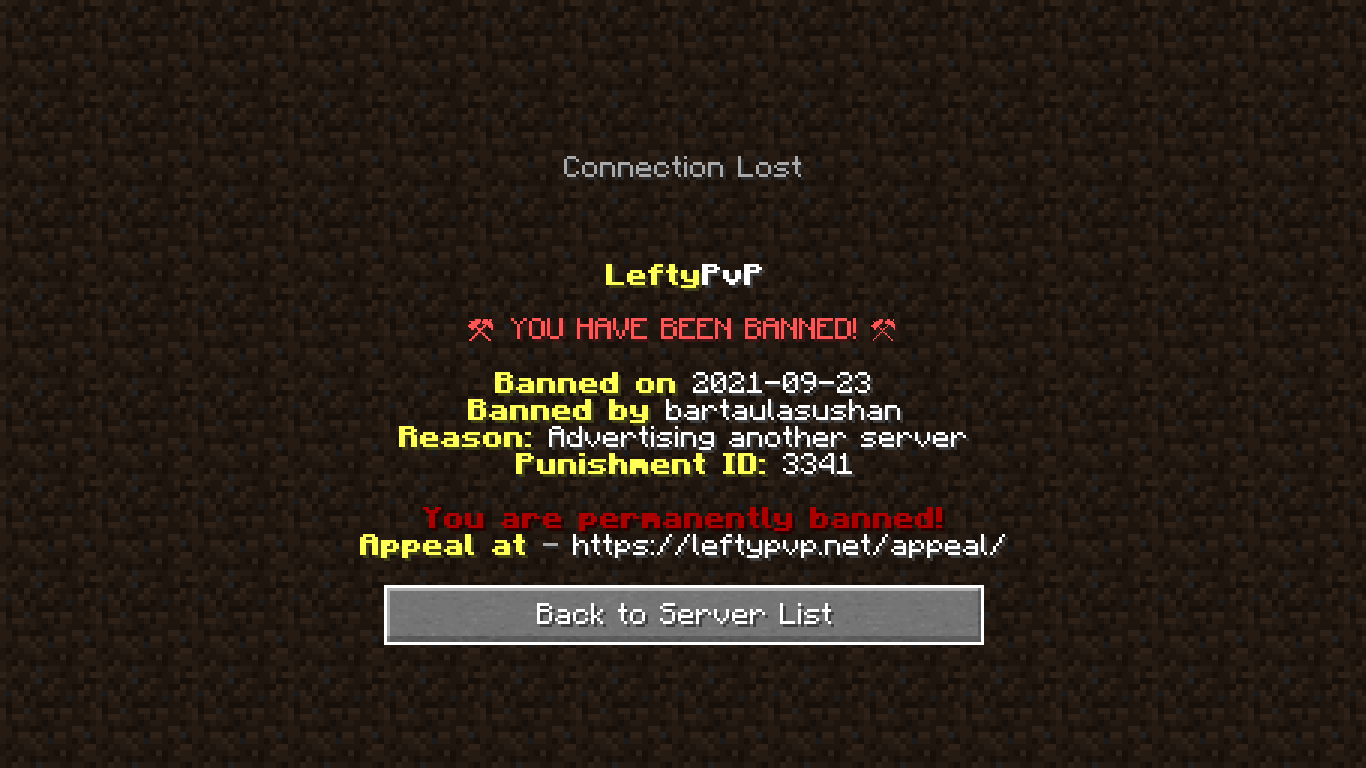 Connection Lost
LeftyPvP
⚒ YOU HAVE BEEN BANNED! ⚒
Banned on 2021-09-23
Banned by bartaulasushan
Reason: Advertising another server
Punishment ID: 3341
You are permanently banned!
Appeal at - https://leftypvp.net/appeal/
Back to Server List